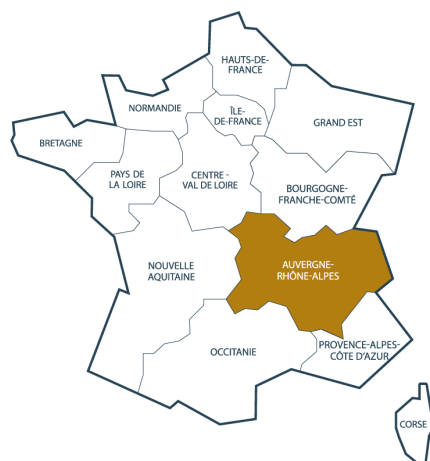 HAUTS-DE-
FRANCE
NORMANDIE
ÎLE-
DE-FRANCE
GRAND EST
BRETAGNE
PAYS DE
LA LOIRE
CENTRE -
VAL DE LOIRE
BOURGOGNE-
FRANCHE-COMTÉ
NOUVELLE
AQUITAINE
AUVERGNE-
RHÔNE-ALPES
OCCITANIE
PROVENCE-ALPES-
CÔTE D'AZUR
CORSE